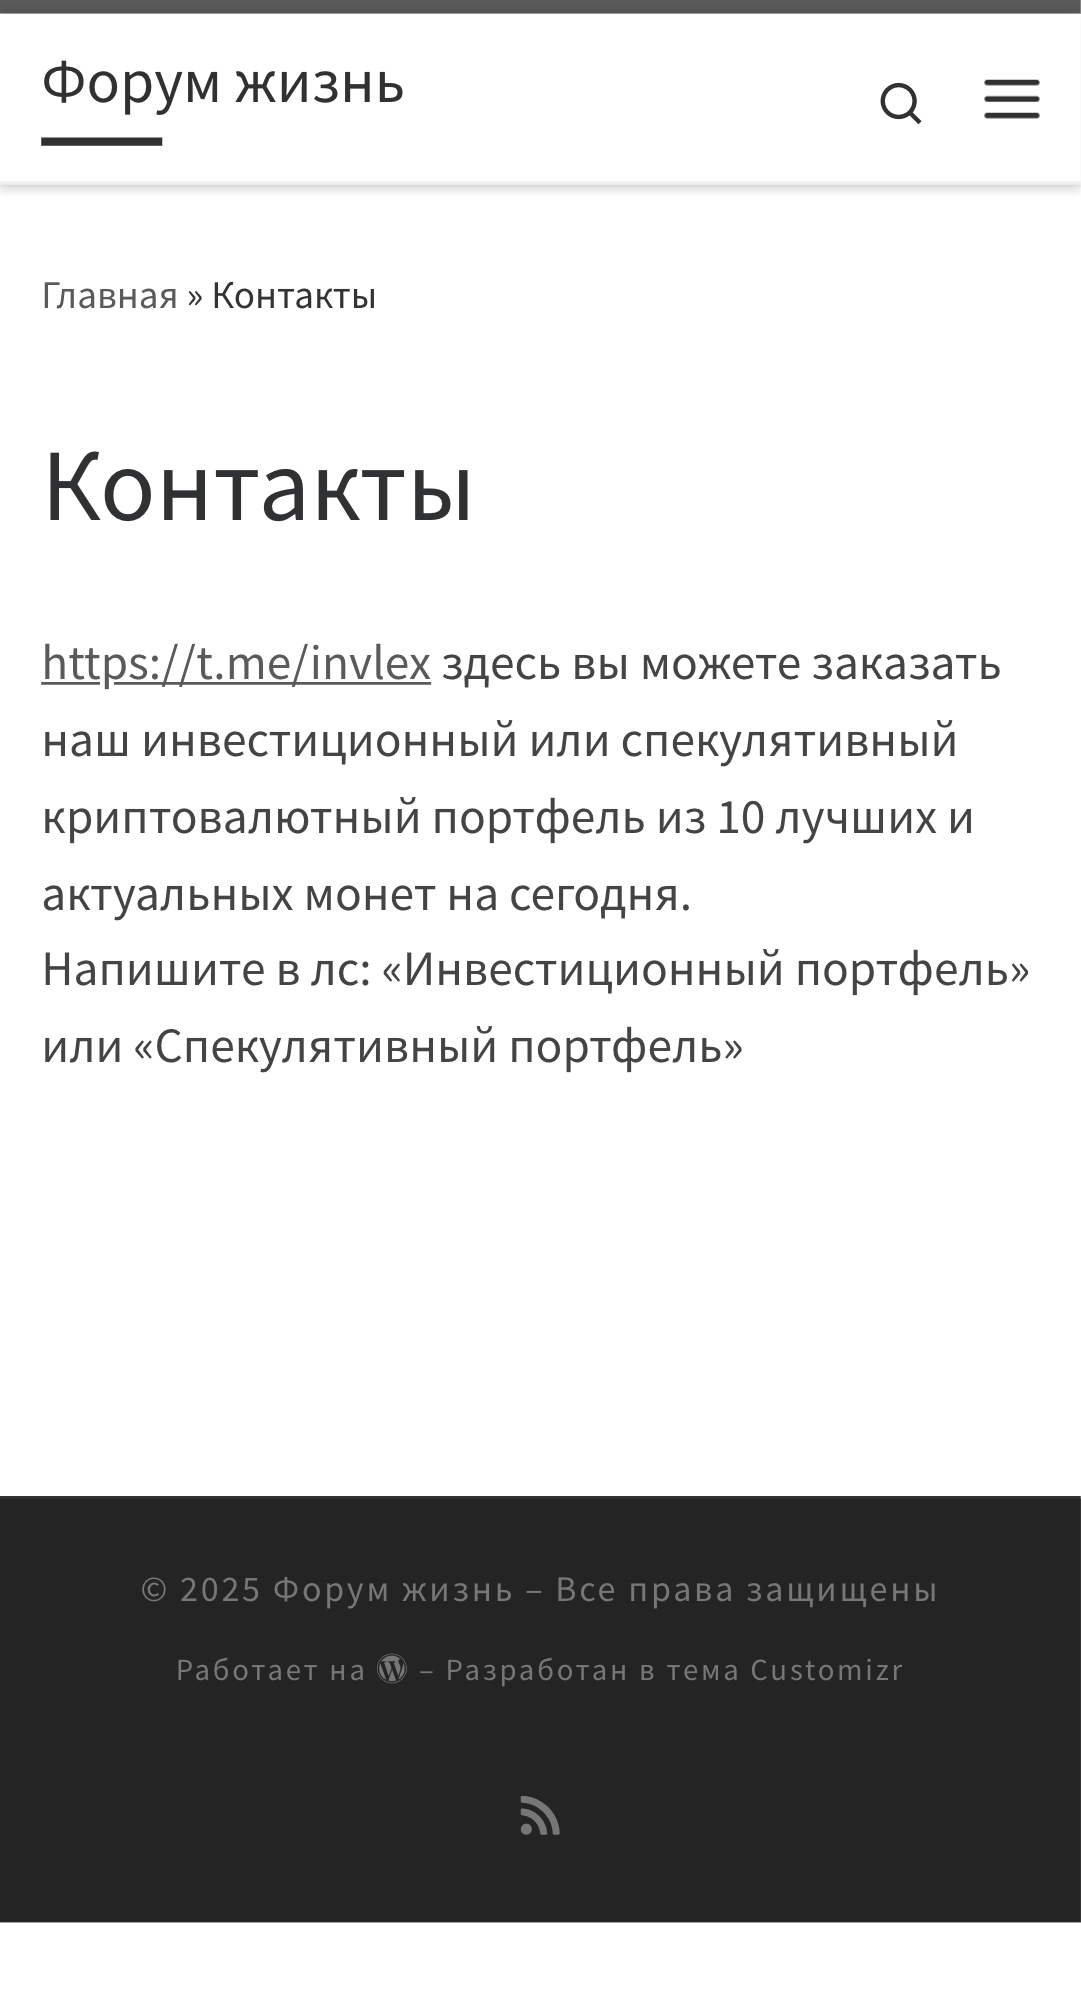 Форум жизнь
Главная » Контакты
Контакты
https://t.me/invlex здесь вы можете заказать
наш инвестиционный или спекулятивный
криптовалютный портфель из 10 лучших и
актуальных монет на сегодня.
Напишите в лс: «Инвестиционный портфель»
или «Спекулятивный портфель»
© 2025 Форум жизнь – Все права защищены
Работает на – Разработан в тема Customizr